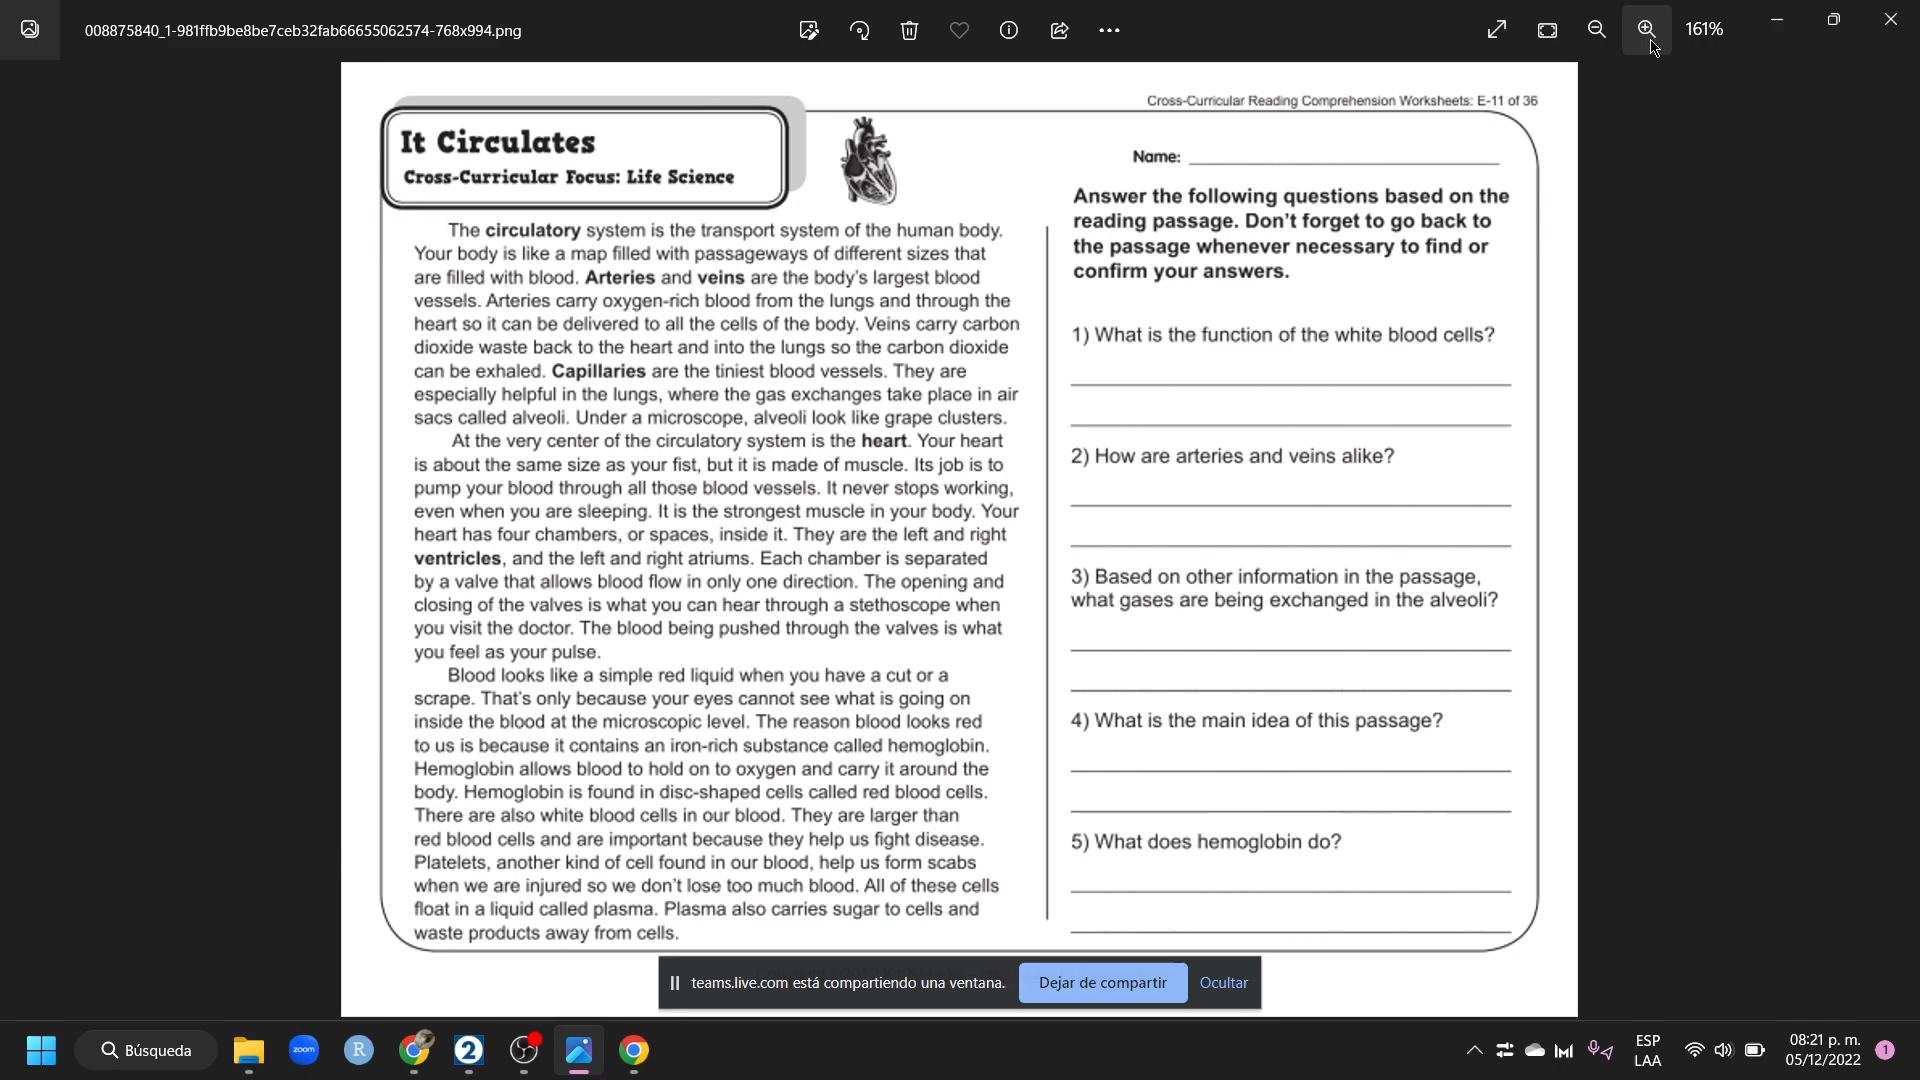 008875840_1-981ffb9be8be7ceb32fab66655062574-768x994.png
161%
Cross-Curricular Reading Comprehension Worksheets: E-11 of 36
It Circulates
Cross-Curricular Focus: Life Science
Name:
The circulatory system is the transport system of the human body.
Your body is like a map filled with passageways of different sizes that
are filled with blood. Arteries and veins are the body's largest blood
vessels. Arteries carry oxygen-rich blood from the lungs and through the
heart so it can be delivered to all the cells of the body. Veins carry carbon
dioxide waste back to the heart and into the lungs so the carbon dioxide
can be exhaled. Capillaries are the tiniest blood vessels. They are
especially helpful in the lungs, where the gas exchanges take place in air
sacs called alveoli. Under a microscope, alveoli look like grape clusters.
At the very center of the circulatory system is the heart. Your heart
is about the same size as your fist, but it is made of muscle. Its job is to
pump your blood through all those blood vessels. It never stops working,
even when you are sleeping. It is the strongest muscle in your body. Your
heart has four chambers, or spaces, inside it. They are the left and right
ventricles, and the left and right atriums. Each chamber is separated
by a valve that allows blood flow in only one direction. The opening and
closing of the valves is what you can hear through a stethoscope when
you visit the doctor. The blood being pushed through the valves is what
you feel as your pulse.
Blood looks like a simple red liquid when you have a cut or a
scrape. That's only because your eyes cannot see what is going on
inside the blood at the microscopic level. The reason blood looks red
to us is because it contains an iron-rich substance called hemoglobin.
Hemoglobin allows blood to hold on to oxygen and carry it around the
body. Hemoglobin is found in disc-shaped cells called red blood cells.
There are also white blood cells in our blood. They are larger than
red blood cells and are important because they help us fight disease.
Platelets, another kind of cell found in our blood, help us form scabs
when we are injured so we don't lose too much blood. All of these cells
float in a liquid called plasma. Plasma also carries sugar to cells and
waste products away from cells.
Answer the following questions based on the
reading passage. Don't forget to go back to
the passage whenever necessary to find or
confirm your answers.
1) What is the function of the white blood cells?
2) How are arteries and veins alike?
3) Based on other information in the passage,
what gases are being exchanged in the alveoli?
4) What is the main idea of this passage?
5) What does hemoglobin do?
teams.live.com está compartiendo una ventana.
Dejar de compartir
Ocultar
Búsqueda
zoom
R
2
ESP
LAA
08:21 p. m.
05/12/2022
1